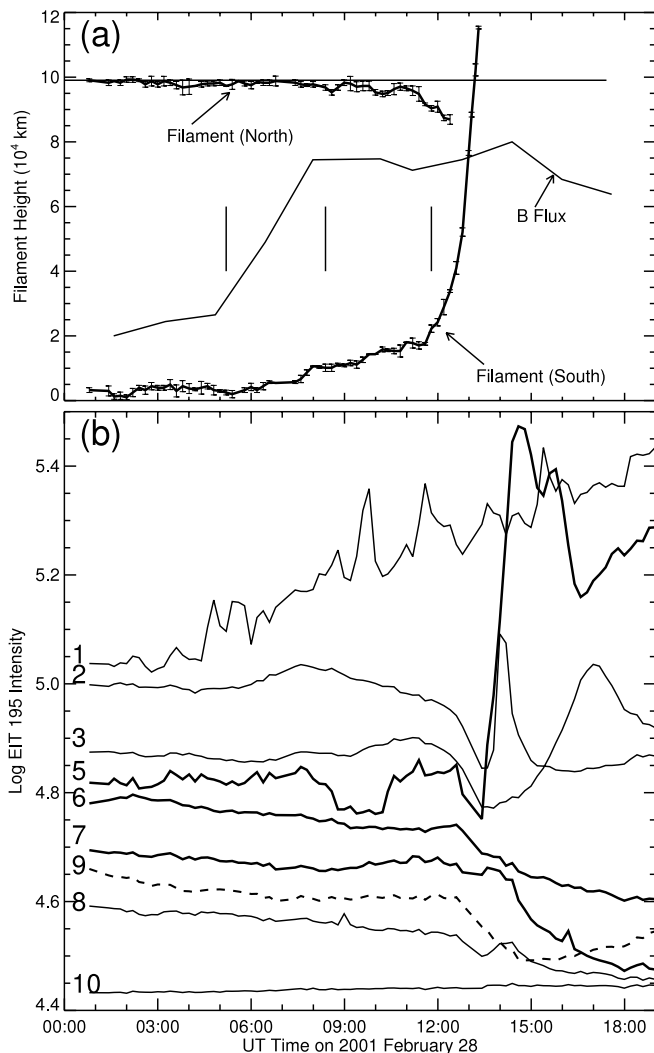 12
(a)
10
Filament (North)
8
B Flux
6
4
2
Filament (South)
0
Filament Height (10⁴ km)
(b)
5.4
5.2
1
5.0
2
3
5
4.8
6
7
9
4.6
8
10
4.4
Log EIT 195 Intensity
00:00 03:00 06:00 09:00 12:00 15:00 18:00
UT Time on 2001 February 28